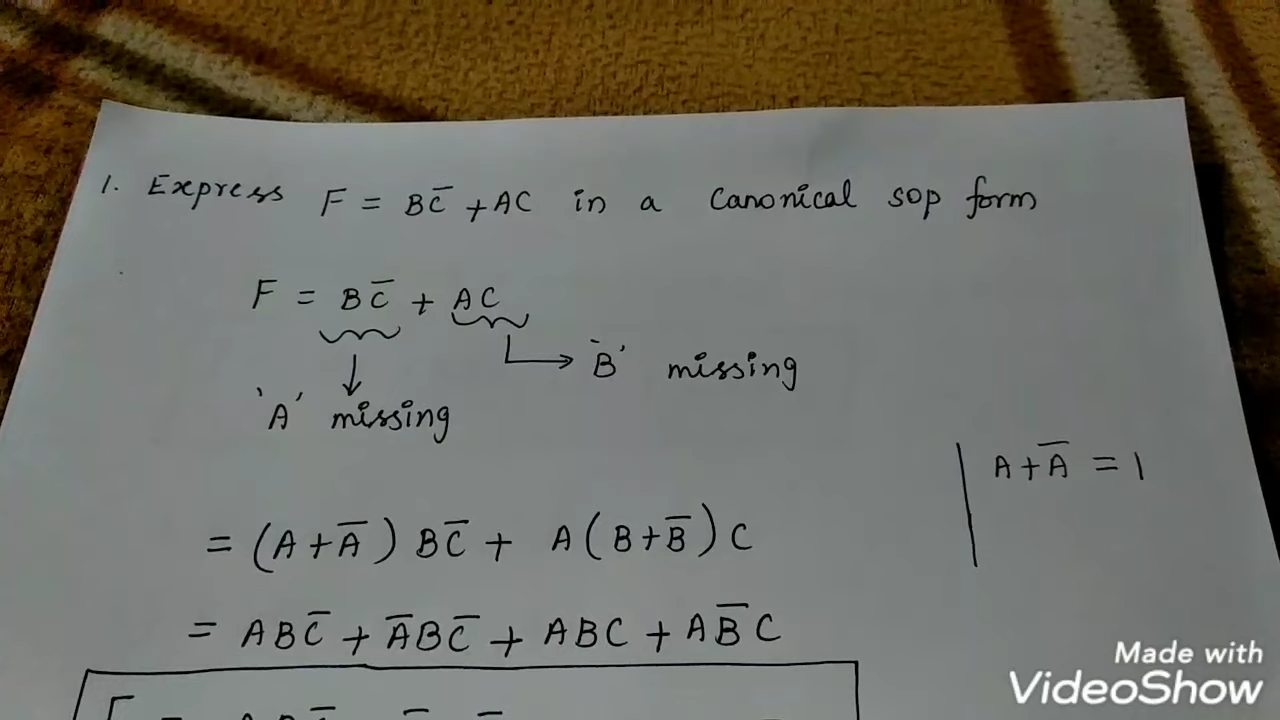 1. Express F = BC̅ + AC in a canonical sop form
F = BC̅ + AC
'B' missing
'A' missing
A + A̅ = 1
= (A + A̅) BC̅ + A(B + B̅) C
= ABC̅ + A̅BC̅ + ABC + AB̅C
Made with
VideoShow